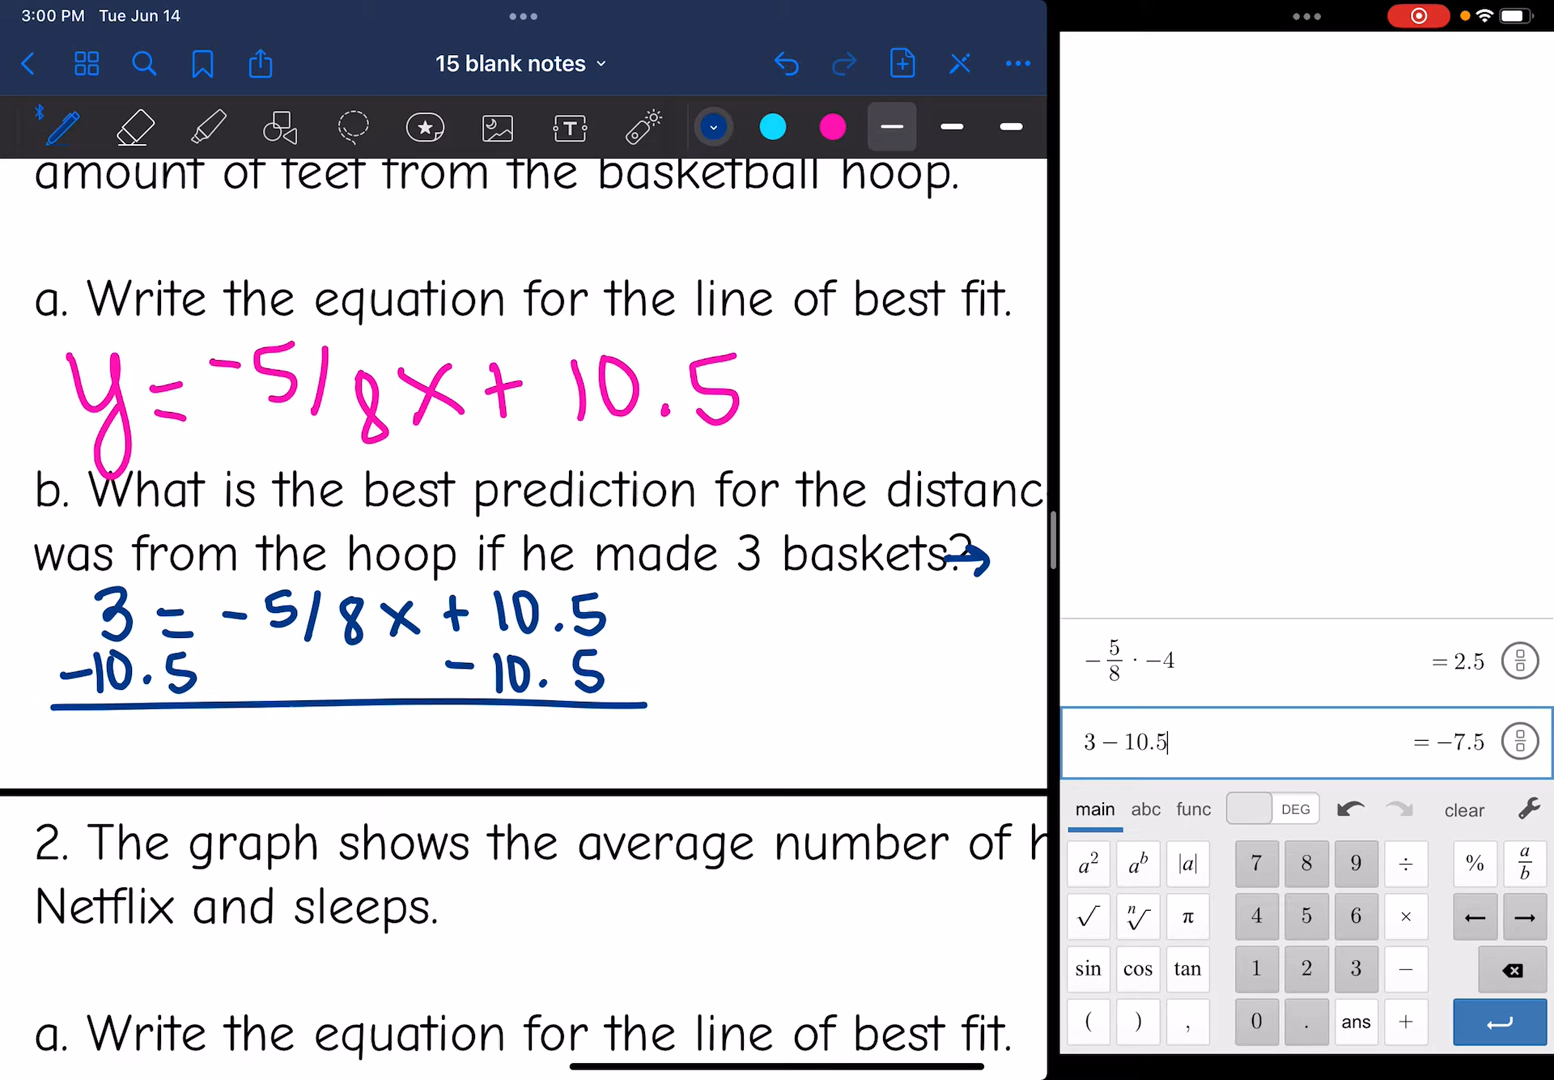 3:00 PM Tue Jun 14
15 blank notes
T
amount of feet from the basketball hoop.
a. Write the equation for the line of best fit.
y = -5/8x + 10.5
b. What is the best prediction for the distanc
was from the hoop if he made 3 baskets?→
3 = -5/8x + 10.5
-10.5 -10.5
2. The graph shows the average number of h
Netflix and sleeps.
a. Write the equation for the line of best fit.
-5/8 · -4 = 2.5
3 - 10.5 = -7.5
main abc func DEG clear
a² aᵇ |a| 7 8 9 ÷ % a/b
√ ⁿ√ π 4 5 6 × ← →
sin cos tan 1 2 3 −
( ) , 0 . ans +